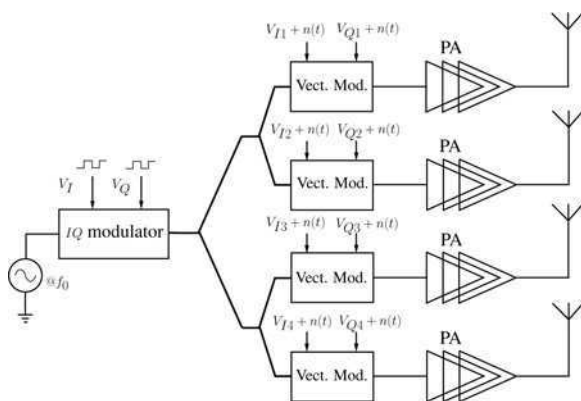 V_{I1} + n(t) V_{Q1} + n(t)
PA
Vect. Mod.
V_{I2} + n(t) V_{Q2} + n(t)
PA
Vect. Mod.
V_I V_Q
IQ modulator
@f_0
V_{I3} + n(t) V_{Q3} + n(t)
PA
Vect. Mod.
V_{I4} + n(t) V_{Q4} + n(t)
PA
Vect. Mod.